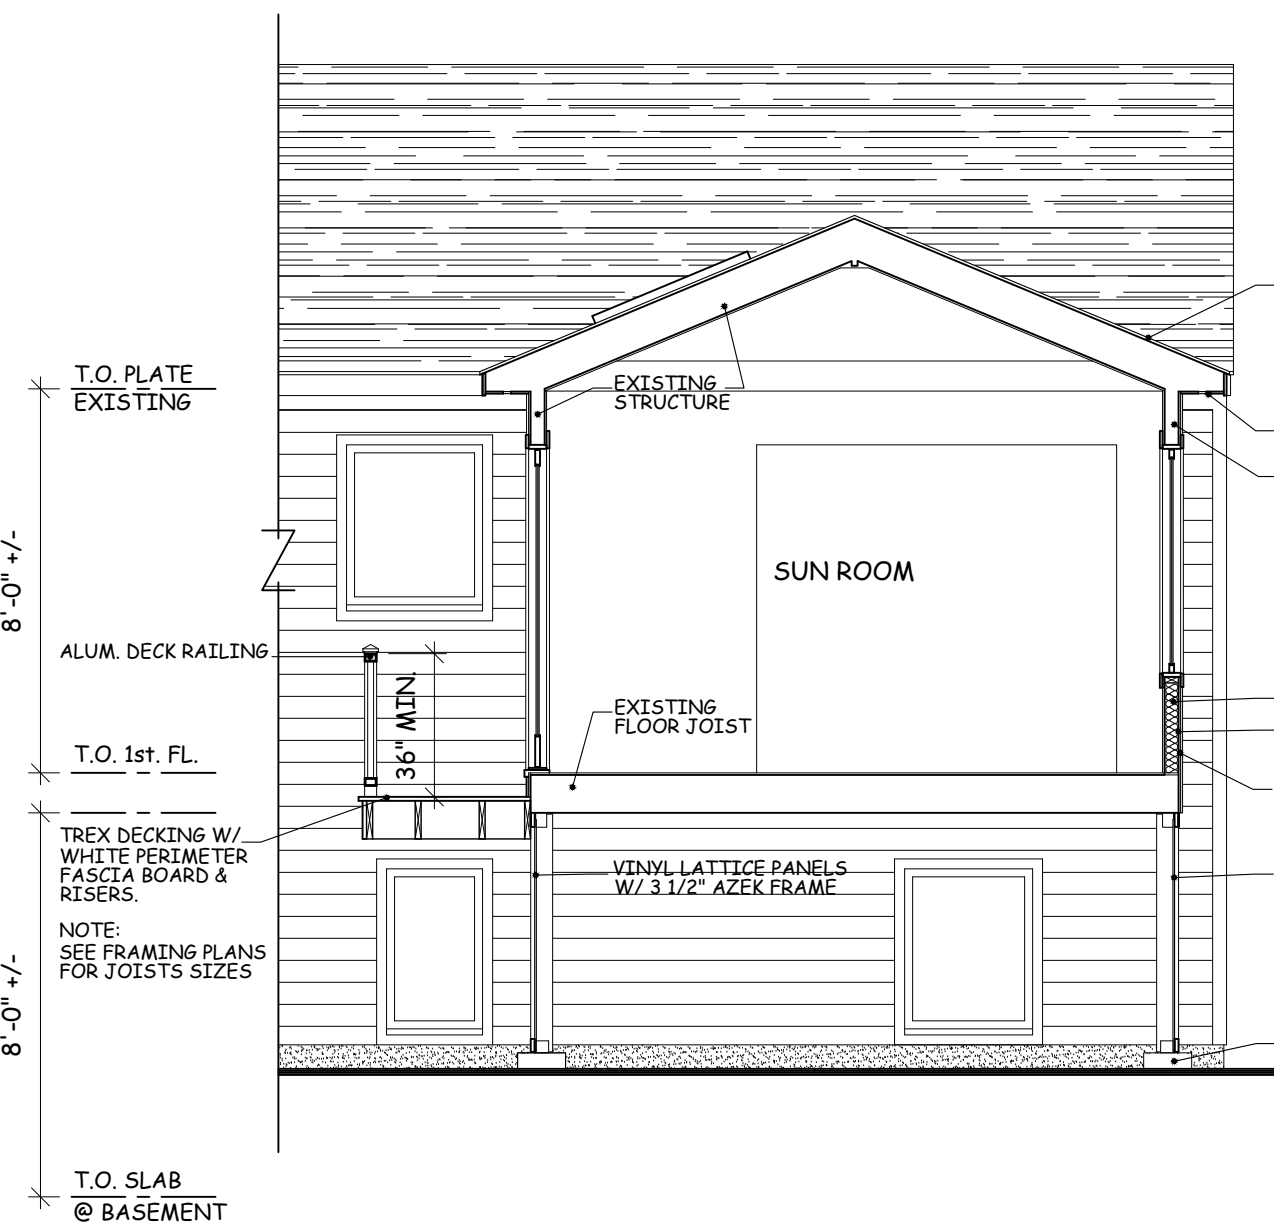 T.O. PLATE
EXISTING
8'-0" +/-
EXISTING
STRUCTURE
SUN ROOM
ALUM. DECK RAILING
36" MIN.
EXISTING
FLOOR JOIST
T.O. 1st. FL.
TREX DECKING W/
WHITE PERIMETER
FASCIA BOARD &
RISERS.
NOTE:
SEE FRAMING PLANS
FOR JOISTS SIZES
VINYL LATTICE PANELS
W/ 3 1/2" AZEK FRAME
8'-0" +/-
T.O. SLAB
@ BASEMENT